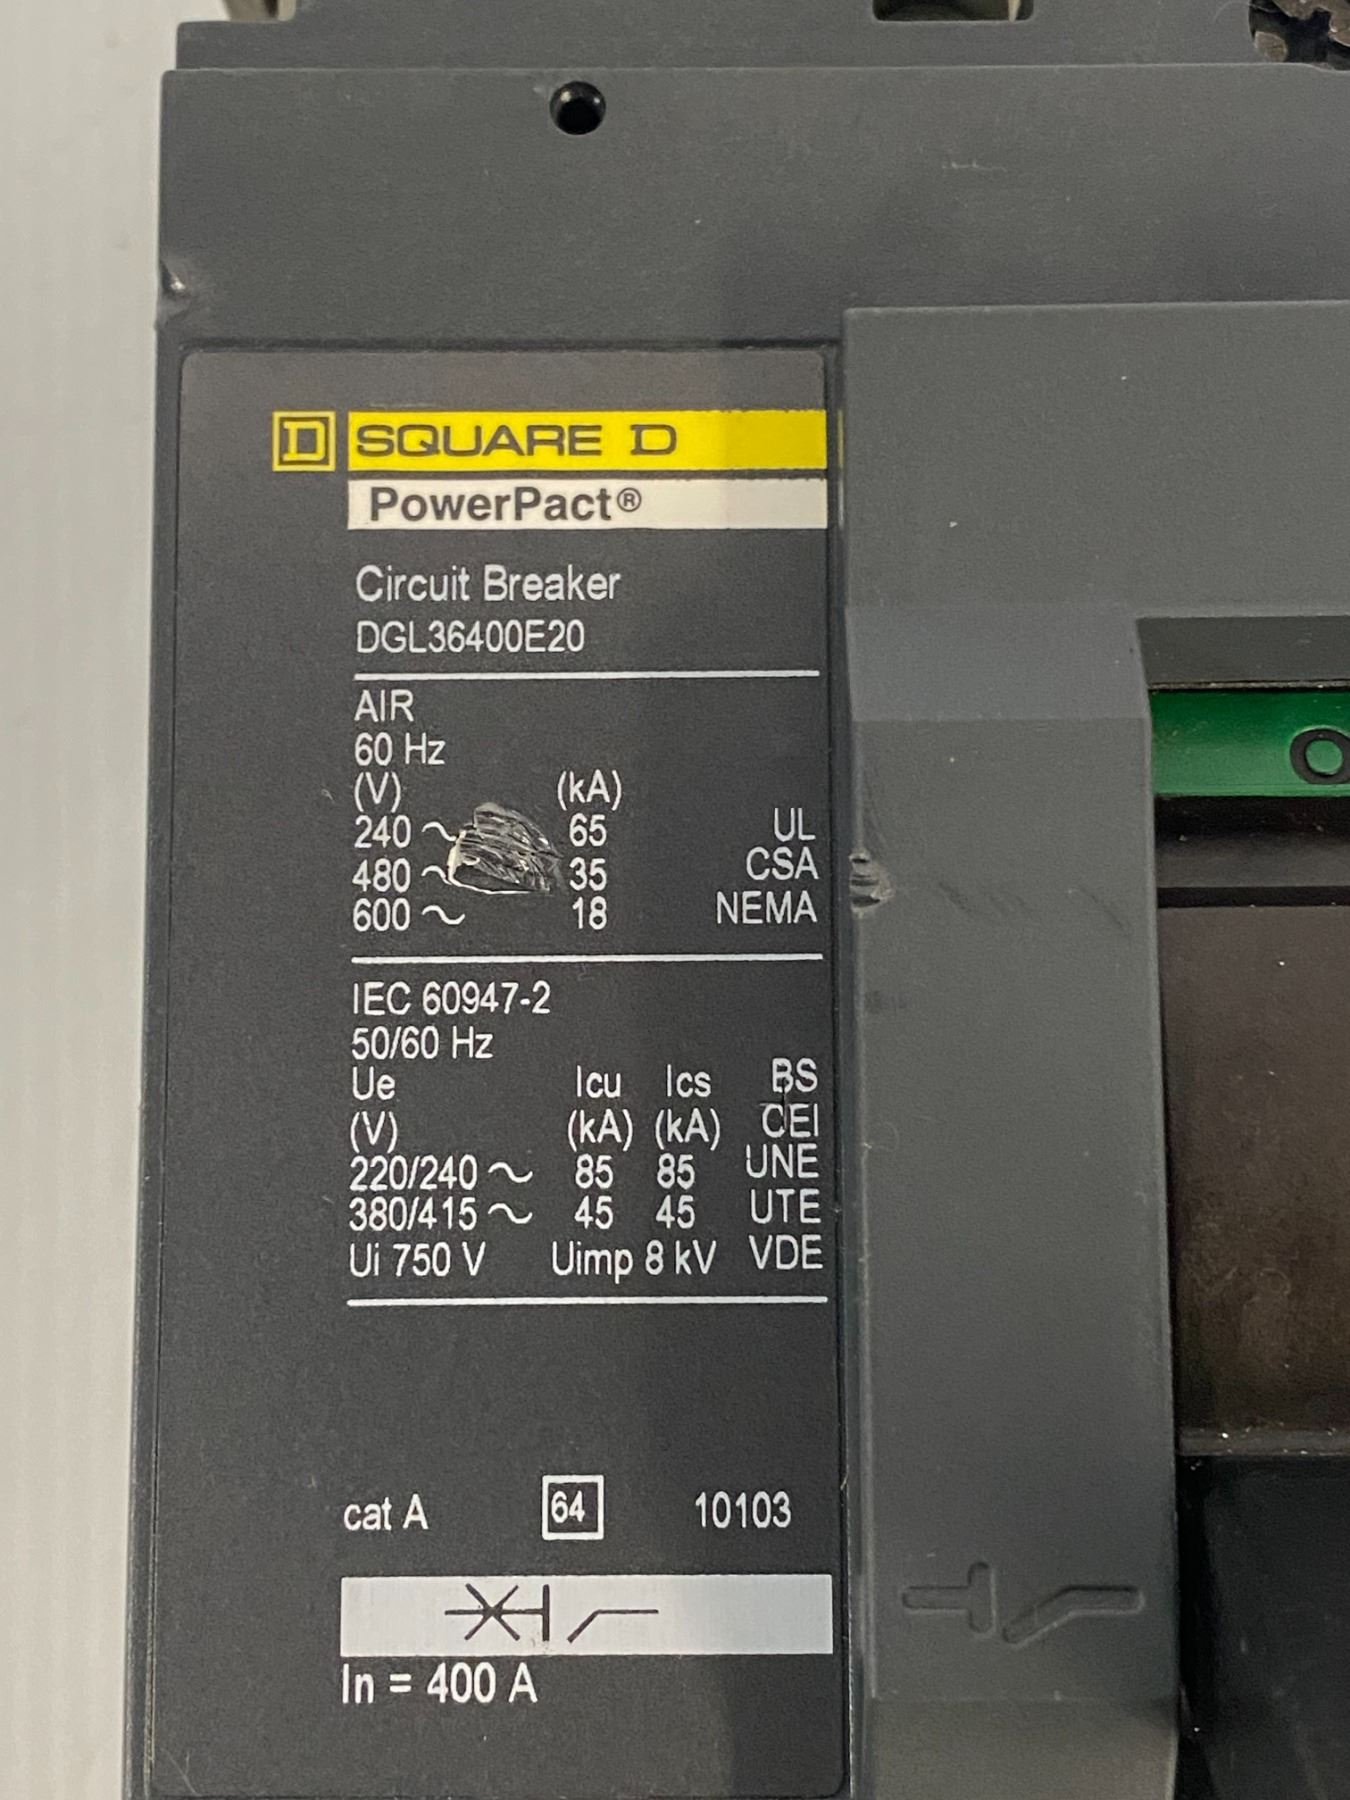 D SQUARE D
PowerPact®
Circuit Breaker
DGL36400E20
AIR
60 Hz
(V) (kA)
240 ~ 65 UL
480 ~ 35 CSA
600 ~ 18 NEMA
IEC 60947-2
50/60 Hz
Ue Icu Ics BS
(V) (kA) (kA) CEI
220/240 ~ 85 85 UNE
380/415 ~ 45 45 UTE
Ui 750 V Uimp 8 kV VDE
cat A 64 10103
In = 400 A
O